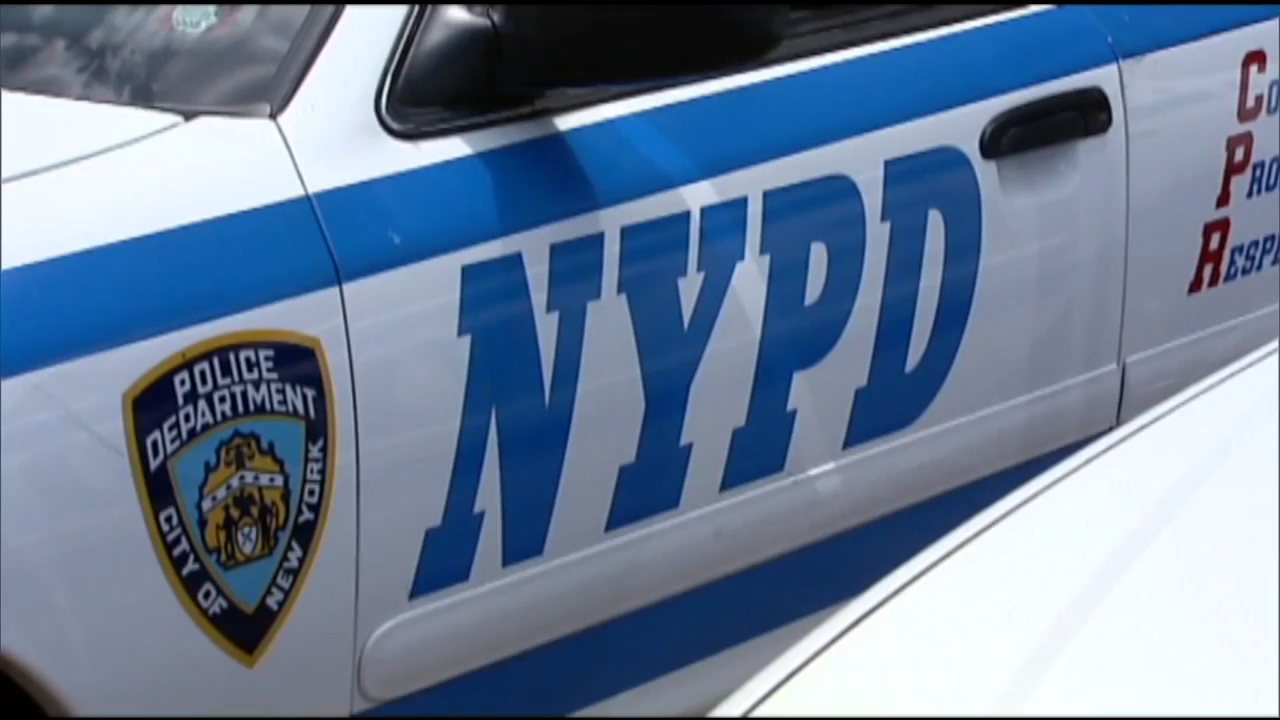 POLICE
DEPARTMENT
CITY OF
NEW YORK
NYPD
C
P
R